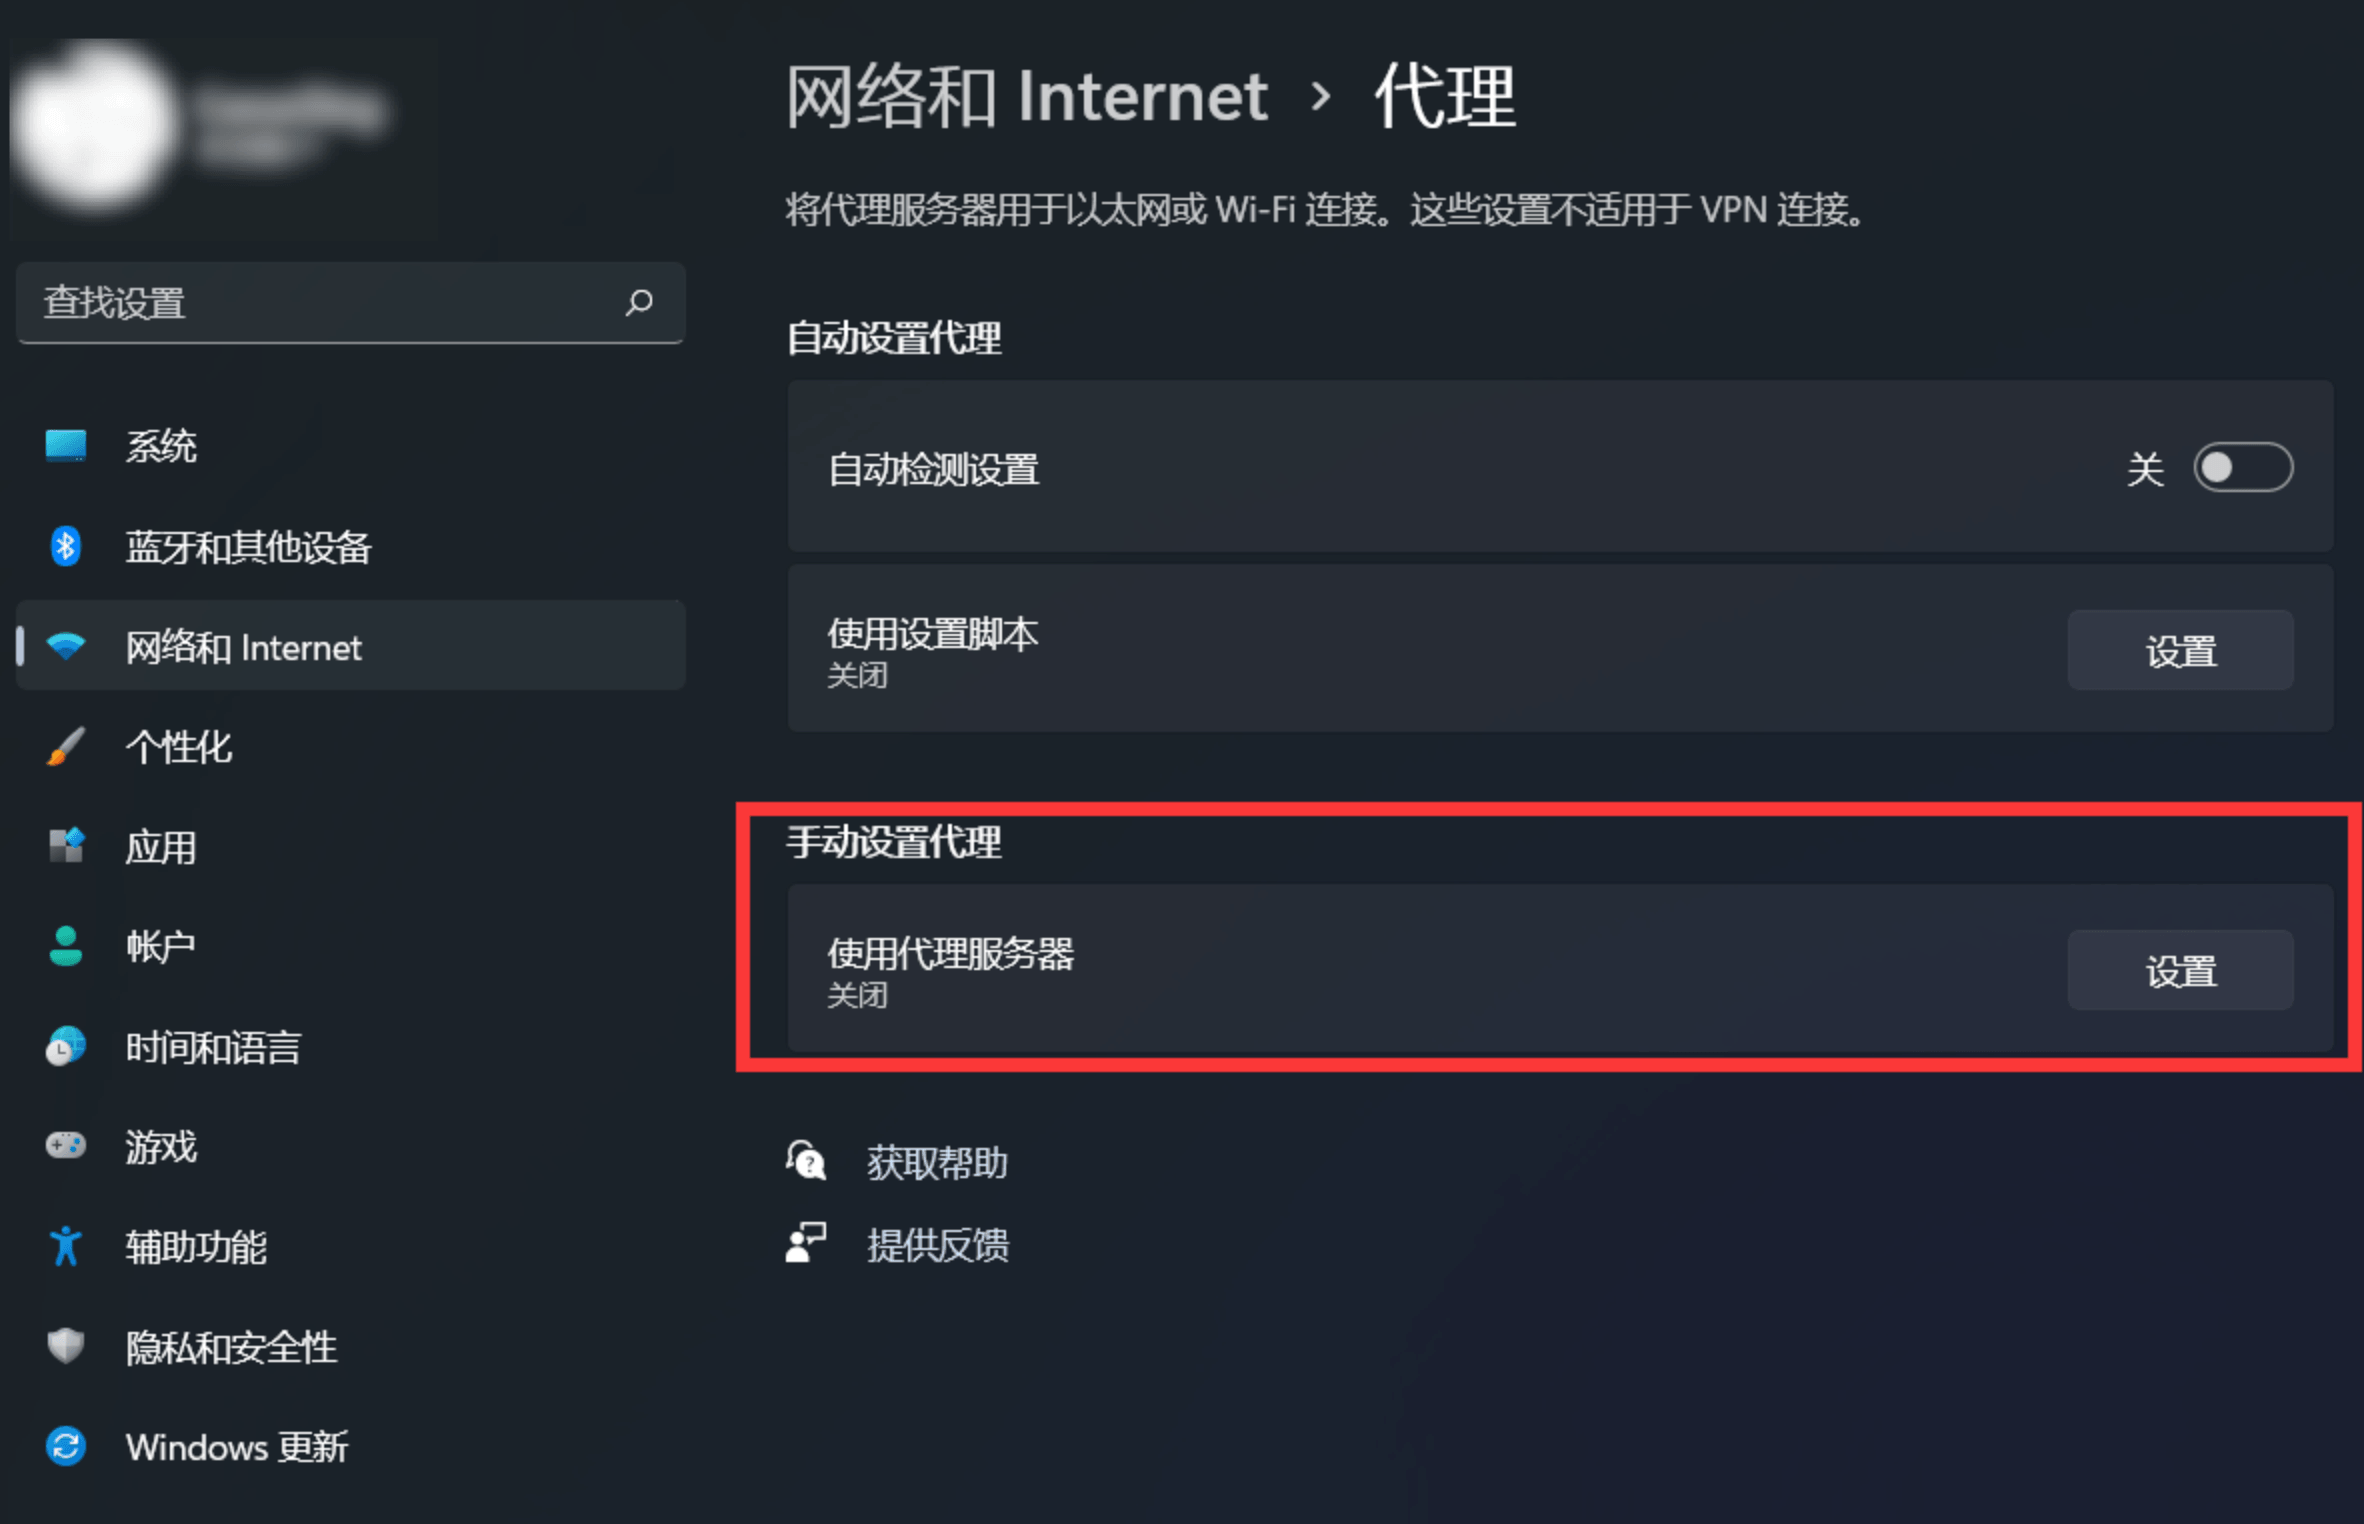 查找设置
系统
蓝牙和其他设备
网络和 Internet
个性化
应用
帐户
时间和语言
游戏
辅助功能
隐私和安全性
Windows 更新
网络和 Internet › 代理
将代理服务器用于以太网或 Wi-Fi 连接。这些设置不适用于 VPN 连接。
自动设置代理
自动检测设置
关
使用设置脚本
关闭
设置
手动设置代理
使用代理服务器
关闭
设置
获取帮助
提供反馈